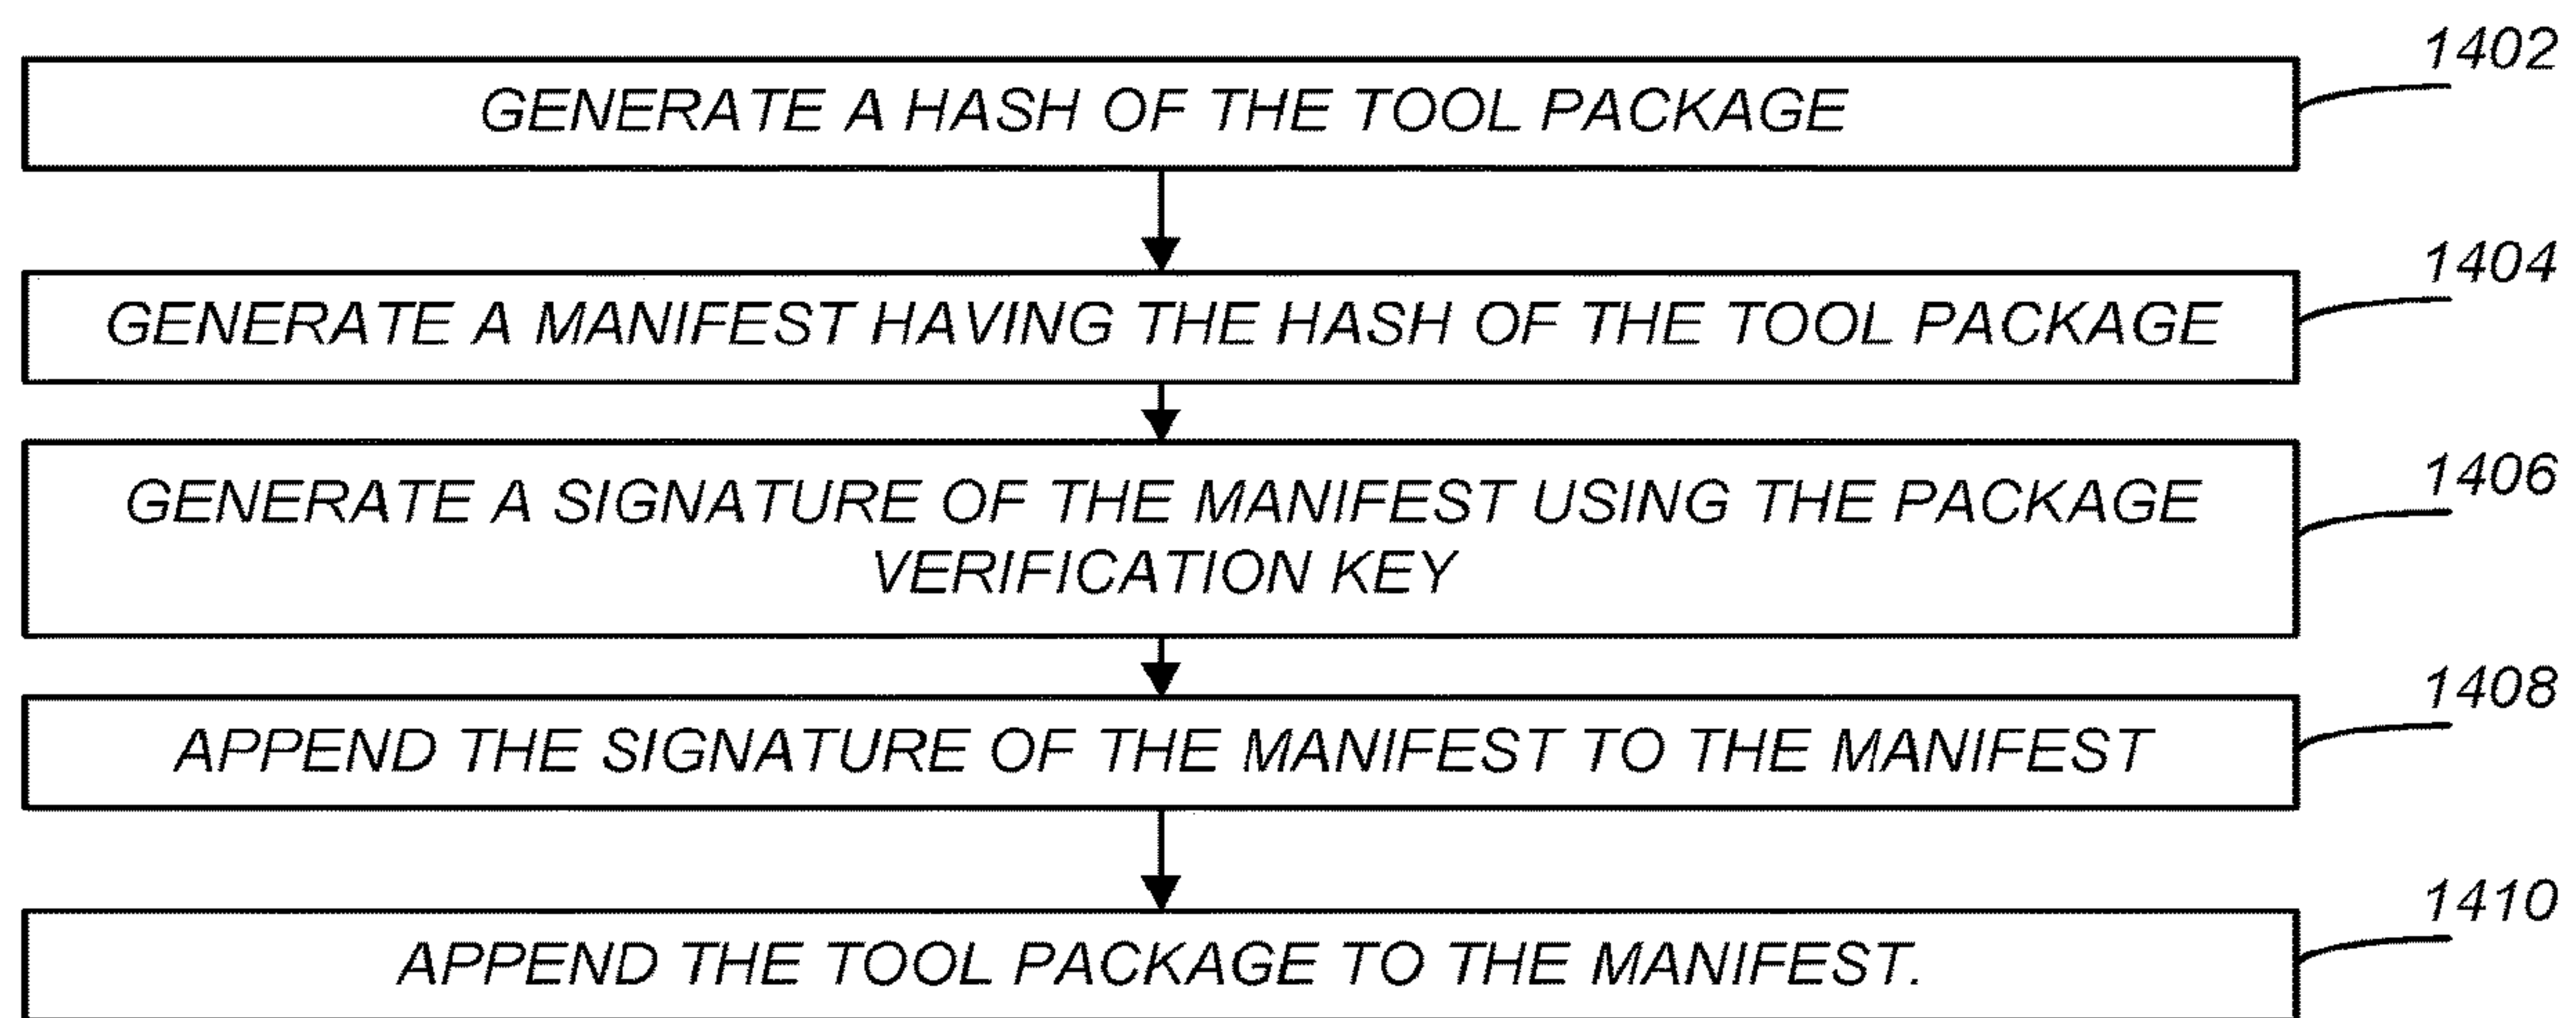 1402
GENERATE A HASH OF THE TOOL PACKAGE
1404
GENERATE A MANIFEST HAVING THE HASH OF THE TOOL PACKAGE
1406
GENERATE A SIGNATURE OF THE MANIFEST USING THE PACKAGE
VERIFICATION KEY
1408
APPEND THE SIGNATURE OF THE MANIFEST TO THE MANIFEST
1410
APPEND THE TOOL PACKAGE TO THE MANIFEST.